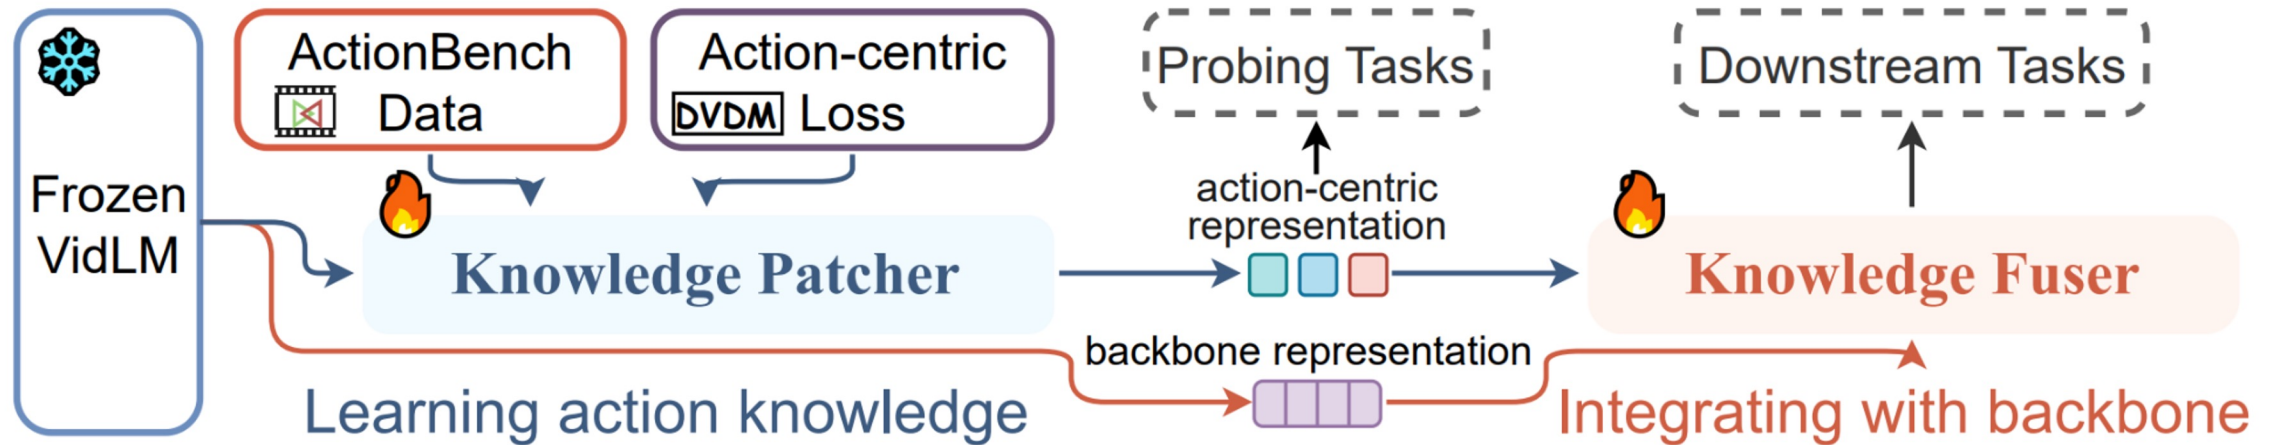 Frozen
VidLM
ActionBench
Data
Action-centric
DVDM Loss
Knowledge Patcher
Learning action knowledge
Probing Tasks
action-centric
representation
backbone representation
Downstream Tasks
Knowledge Fuser
Integrating with backbone